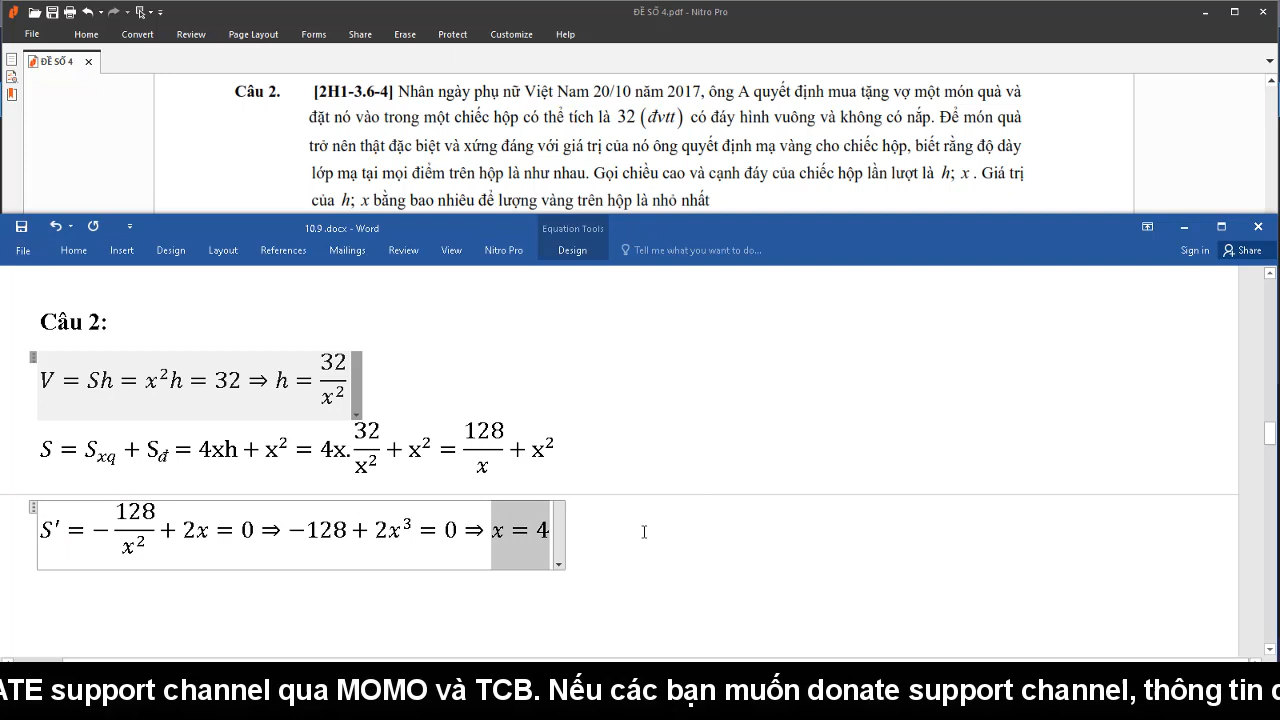 ĐỀ SỐ 4.pdf - Nitro Pro
File Home Convert Review Page Layout Forms Share Erase Protect Customize Help
ĐỀ SỐ 4
Câu 2. [2H1-3.6-4] Nhân ngày phụ nữ Việt Nam 20/10 năm 2017, ông A quyết định mua tặng vợ một món quà và
đặt nó vào trong một chiếc hộp có thể tích là 32 (đvtt) có đáy hình vuông và không có nắp. Để món quà
trở nên thật đặc biệt và xứng đáng với giá trị của nó ông quyết định mạ vàng cho chiếc hộp, biết rằng độ dày
lớp mạ tại mọi điểm trên hộp là như nhau. Gọi chiều cao và cạnh đáy của chiếc hộp lần lượt là h; x . Giá trị
của h; x bằng bao nhiêu để lượng vàng trên hộp là nhỏ nhất
10.9 .docx - Word
Equation Tools
File Home Insert Design Layout References Mailings Review View Nitro Pro Design Tell me what you want to do... Sign in Share
Câu 2:
V = Sh = x²h = 32 ⇒ h = 32/x²
S = S_xq + S_đ = 4xh + x² = 4x.32/x² + x² = 128/x + x²
S′ = −128/x² + 2x = 0 ⇒ −128 + 2x³ = 0 ⇒ x = 4
ATE support channel qua MOMO và TCB. Nếu các bạn muốn donate support channel, thông tin